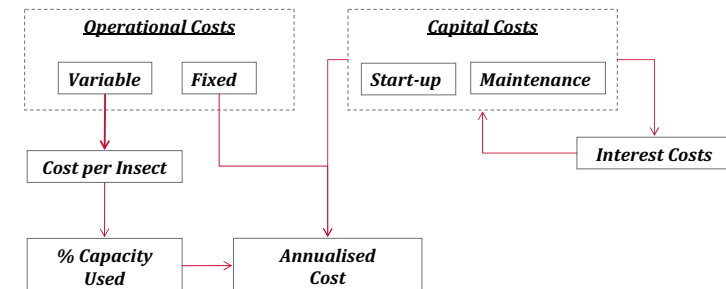 Operational Costs
Capital Costs
Variable
Fixed
Start-up
Maintenance
Cost per Insect
Interest Costs
% Capacity
Used
Annualised
Cost